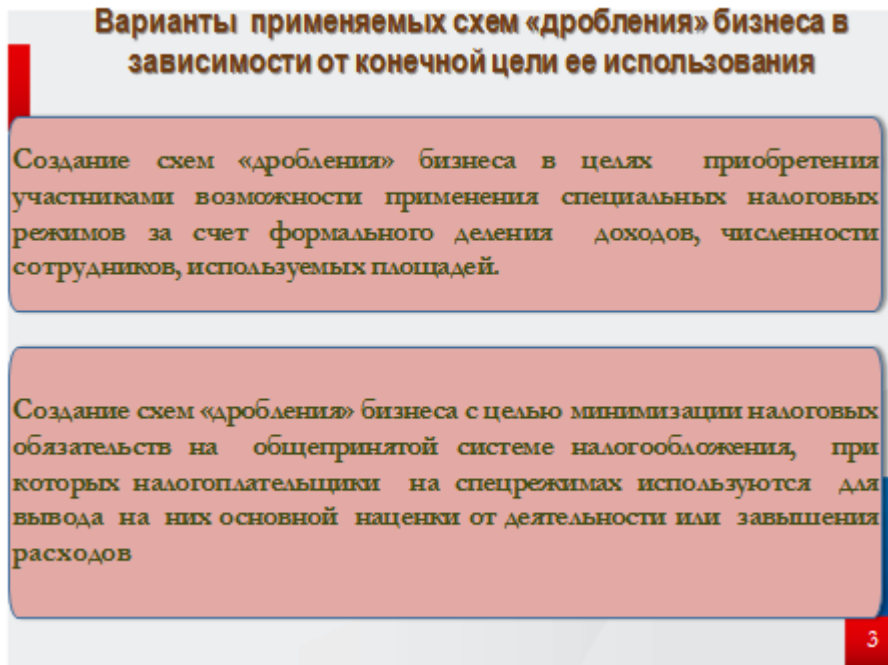 Варианты применяемых схем «дробления» бизнеса в
зависимости от конечной цели ее использования
Создание схем «дробления» бизнеса в целях приобретения
участниками возможности применения специальных налоговых
режимов за счет формального деления доходов, численности
сотрудников, используемых площадей.
Создание схем «дробления» бизнеса с целью минимизации налоговых
обязательств на общепринятой системе налогообложения, при
которых налогоплательщики на спецрежимах используются для
вывода на них основной наценки от деятельности или завышения
расходов
3